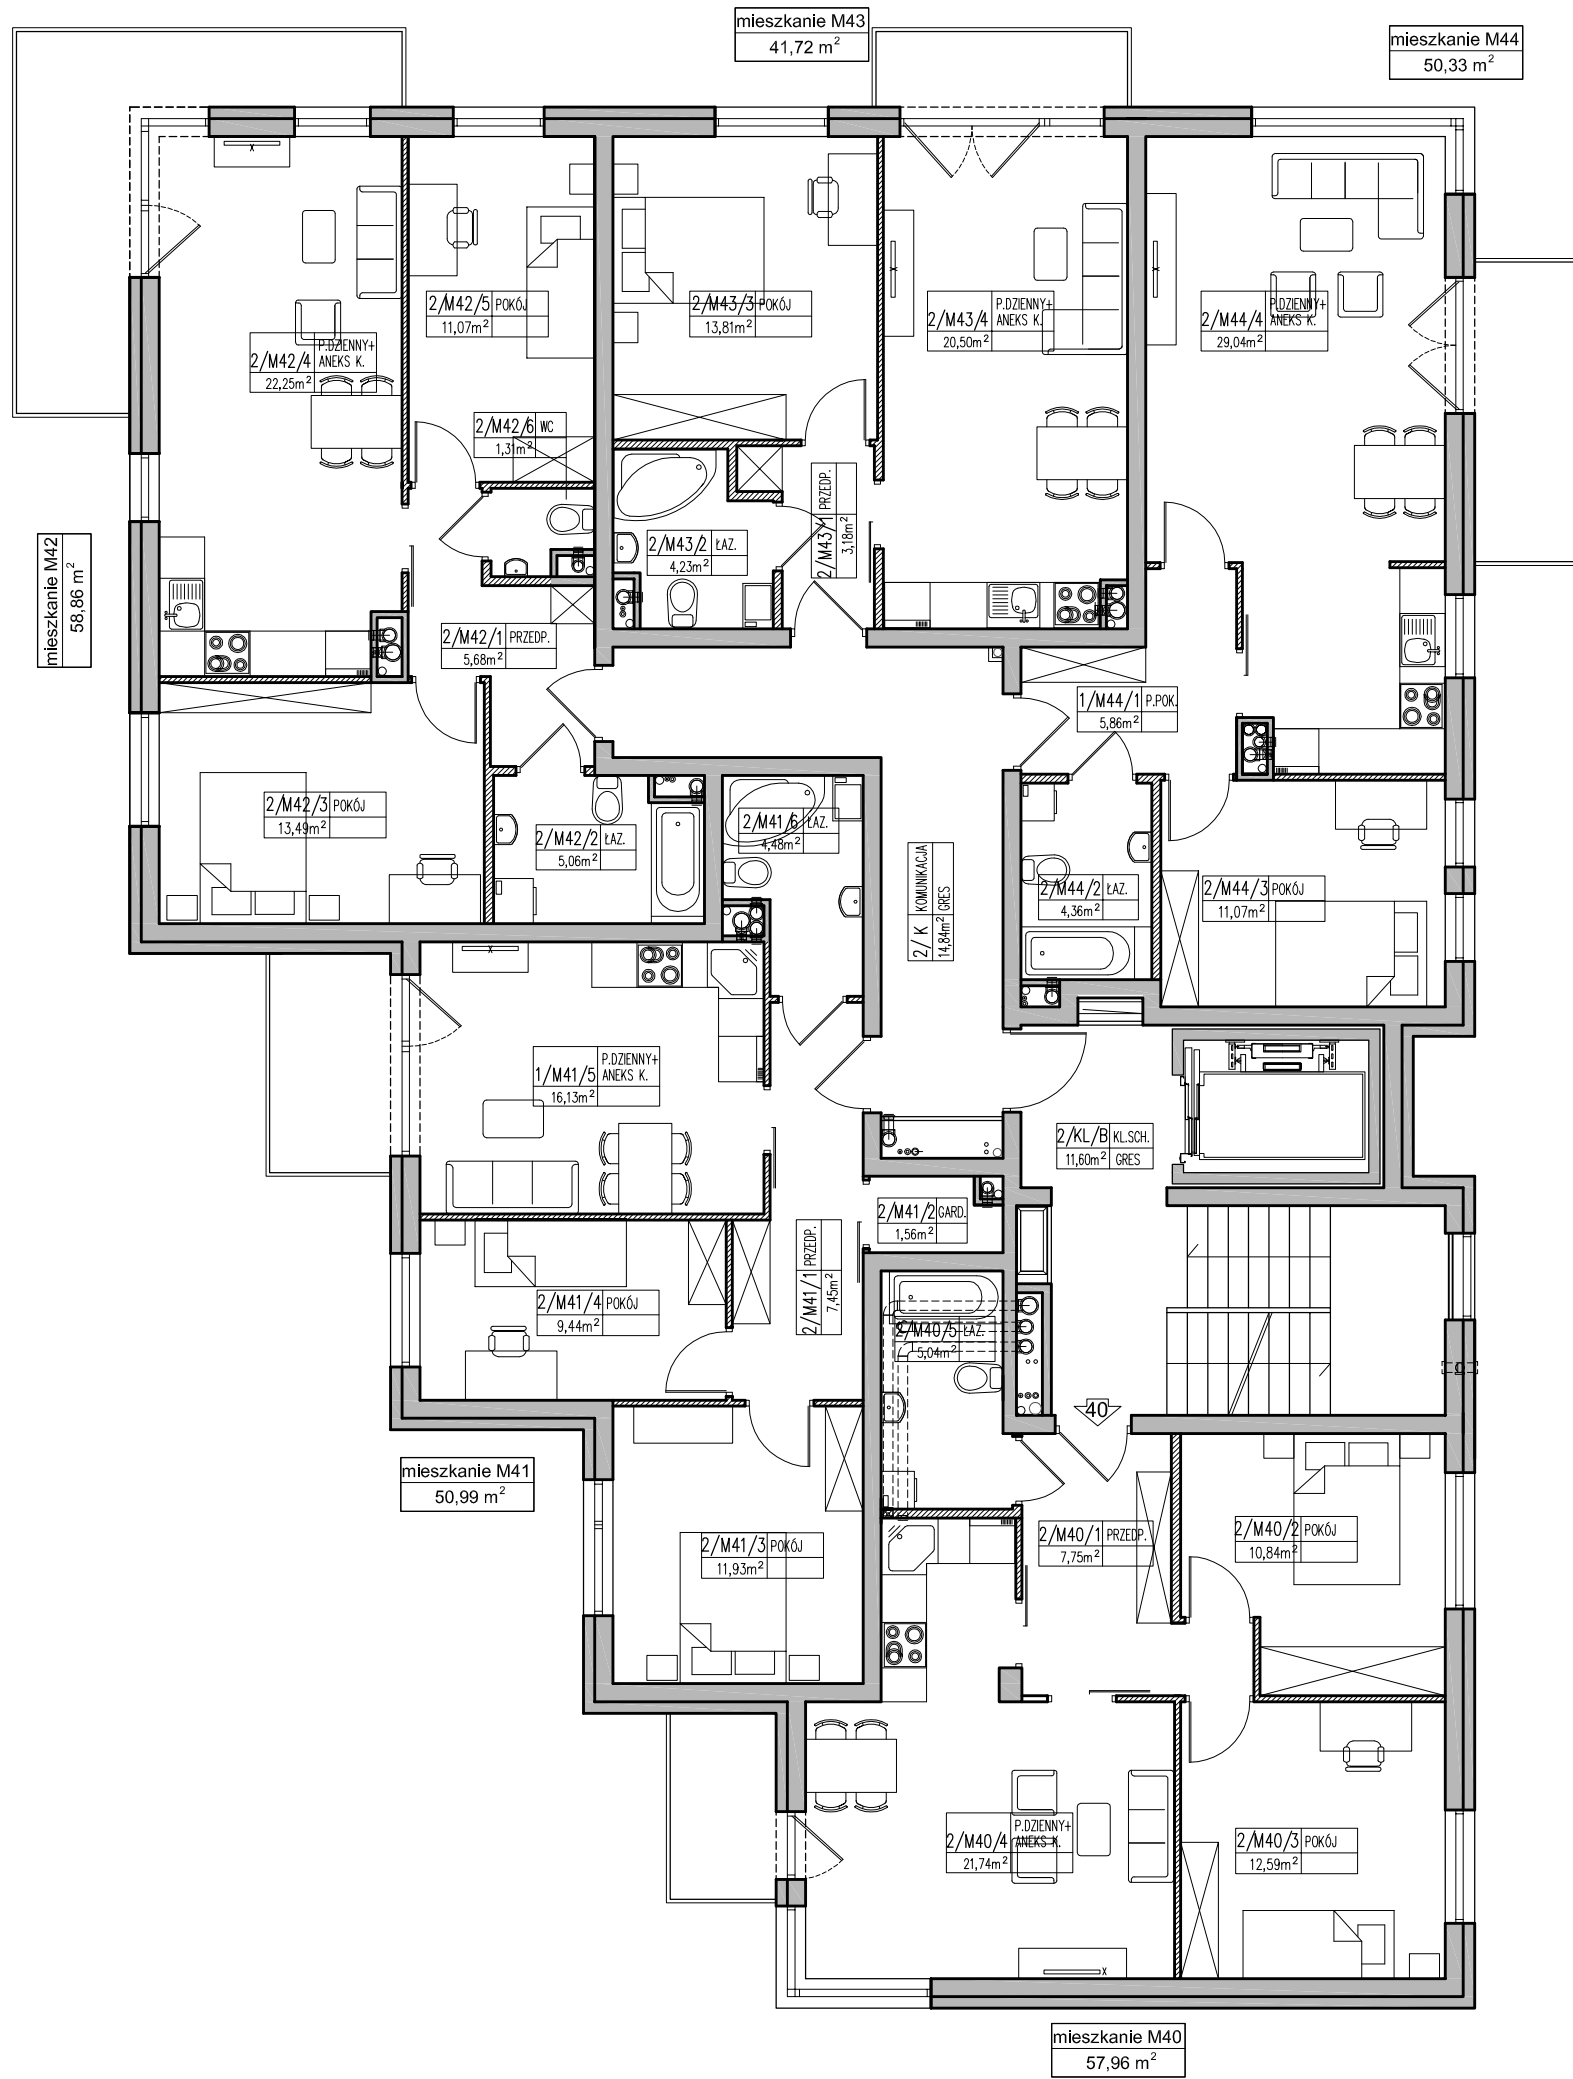 mieszkanie M43
41,72 m²
mieszkanie M44
50,33 m²
2/M42/5 POKÓJ
11,07m²
2/M43/3 POKÓJ
13,81m²
2/M43/4 P.DZIENNY+
ANEKS K.
20,50m²
2/M44/4 P.DZIENNY+
ANEKS K.
29,04m²
2/M42/4 P.DZIENNY+
ANEKS K.
22,25m²
2/M42/6 WC
1,31m²
2/M43/1 PRZEDP.
3,18m²
2/M43/2 ŁAZ.
4,23m²
mieszkanie M42
58,86 m²
2/M42/1 PRZEDP.
5,68m²
1/M44/1 P.POK.
5,86m²
2/M42/3 POKÓJ
13,49m²
2/M42/2 ŁAZ.
5,06m²
2/M41/6 ŁAZ.
4,48m²
2/K KOMUNIKACJA
14,84m² GRES
2/M44/2 ŁAZ.
4,36m²
2/M44/3 POKÓJ
11,07m²
1/M41/5 P.DZIENNY+
ANEKS K.
16,13m²
2/KL/B KL.SCH.
11,60m² GRES
2/M41/2 GARD.
1,56m²
2/M41/1 PRZEDP.
7,45m²
2/M41/4 POKÓJ
9,44m²
2/M40/5 ŁAZ.
5,04m²
40
mieszkanie M41
50,99 m²
2/M41/3 POKÓJ
11,93m²
2/M40/1 PRZEDP.
7,75m²
2/M40/2 POKÓJ
10,84m²
2/M40/4 P.DZIENNY+
ANEKS K.
21,74m²
2/M40/3 POKÓJ
12,59m²
mieszkanie M40
57,96 m²